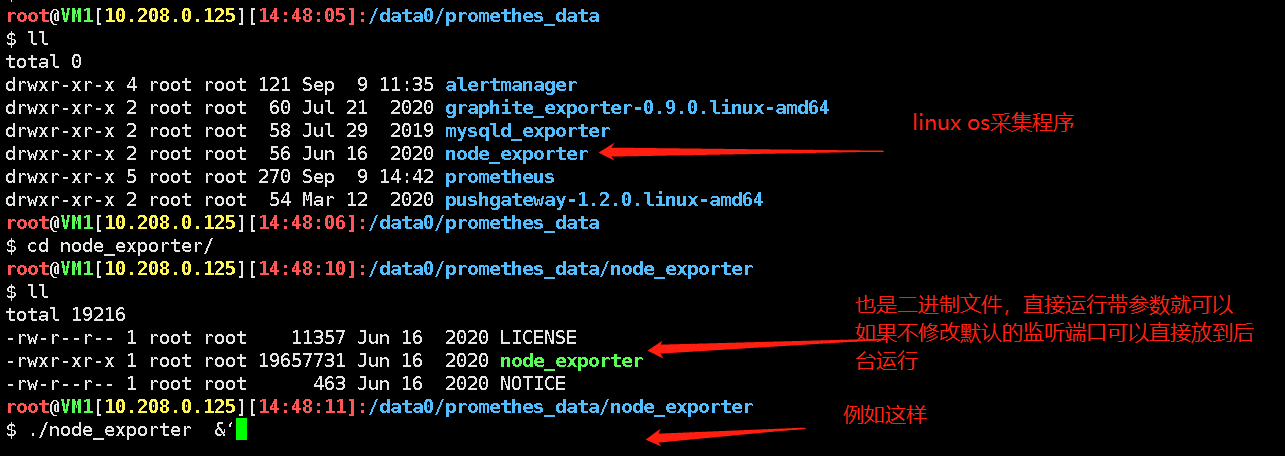 root@VM1[10.208.0.125][14:48:05]:/data0/promethes_data
$ ll
total 0
drwxr-xr-x 4 root root 121 Sep  9 11:35 alertmanager
drwxr-xr-x 2 root root  60 Jul 21  2020 graphite_exporter-0.9.0.linux-amd64
linux os采集程序
drwxr-xr-x 2 root root  58 Jul 29  2019 mysqld_exporter
drwxr-xr-x 2 root root  56 Jun 16  2020 node_exporter
drwxr-xr-x 5 root root 270 Sep  9 14:42 prometheus
drwxr-xr-x 2 root root  54 Mar 12  2020 pushgateway-1.2.0.linux-amd64
root@VM1[10.208.0.125][14:48:06]:/data0/promethes_data
$ cd node_exporter/
root@VM1[10.208.0.125][14:48:10]:/data0/promethes_data/node_exporter
$ ll
total 19216
-rw-r--r-- 1 root root    11357 Jun 16  2020 LICENSE
-rwxr-xr-x 1 root root 19657731 Jun 16  2020 node_exporter
-rw-r--r-- 1 root root      463 Jun 16  2020 NOTICE
也是二进制文件，直接运行带参数就可以
如果不修改默认的监听端口可以直接放到后
台运行
root@VM1[10.208.0.125][14:48:11]:/data0/promethes_data/node_exporter
例如这样
$ ./node_exporter  &‘